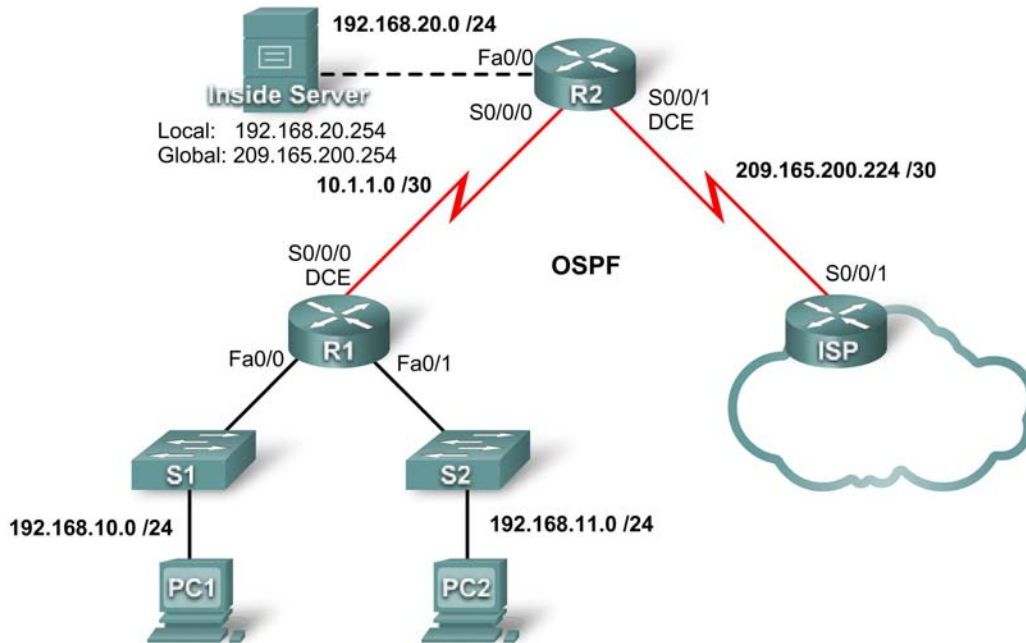 192.168.20.0 /24
Fa0/0
R2
Inside Server
S0/0/0
S0/0/1
DCE
Local: 192.168.20.254
Global: 209.165.200.254
10.1.1.0 /30
209.165.200.224 /30
S0/0/0
DCE
OSPF
S0/0/1
R1
ISP
Fa0/0
Fa0/1
S1
S2
192.168.10.0 /24
192.168.11.0 /24
PC1
PC2